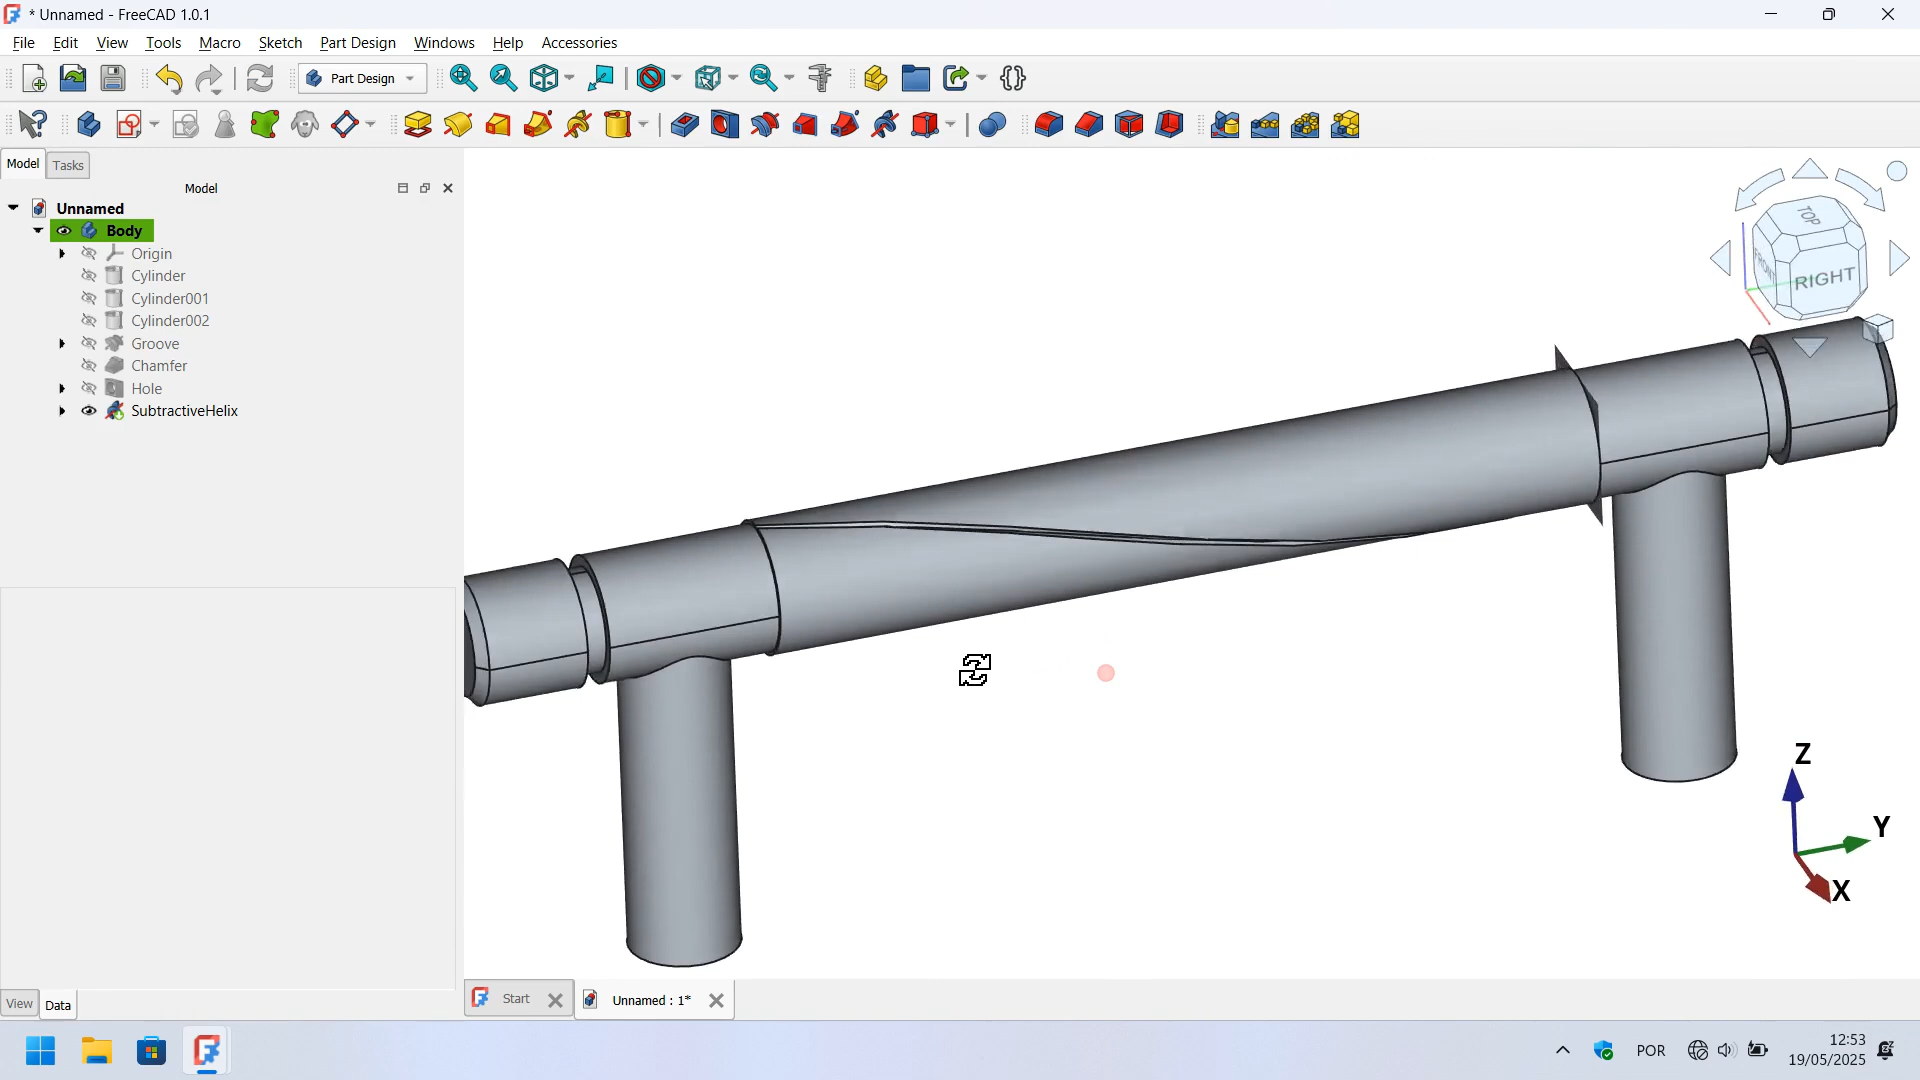 * Unnamed - FreeCAD 1.0.1
File Edit View Tools Macro Sketch Part Design Windows Help Accessories
Part Design
Model Tasks
Model
Unnamed
Body
Origin
Cylinder
Cylinder001
Cylinder002
Groove
Chamfer
Hole
SubtractiveHelix
TOP
FRONT
RIGHT
Z
Y
X
View Data
Start
Unnamed : 1*
POR
12:53
19/05/2025